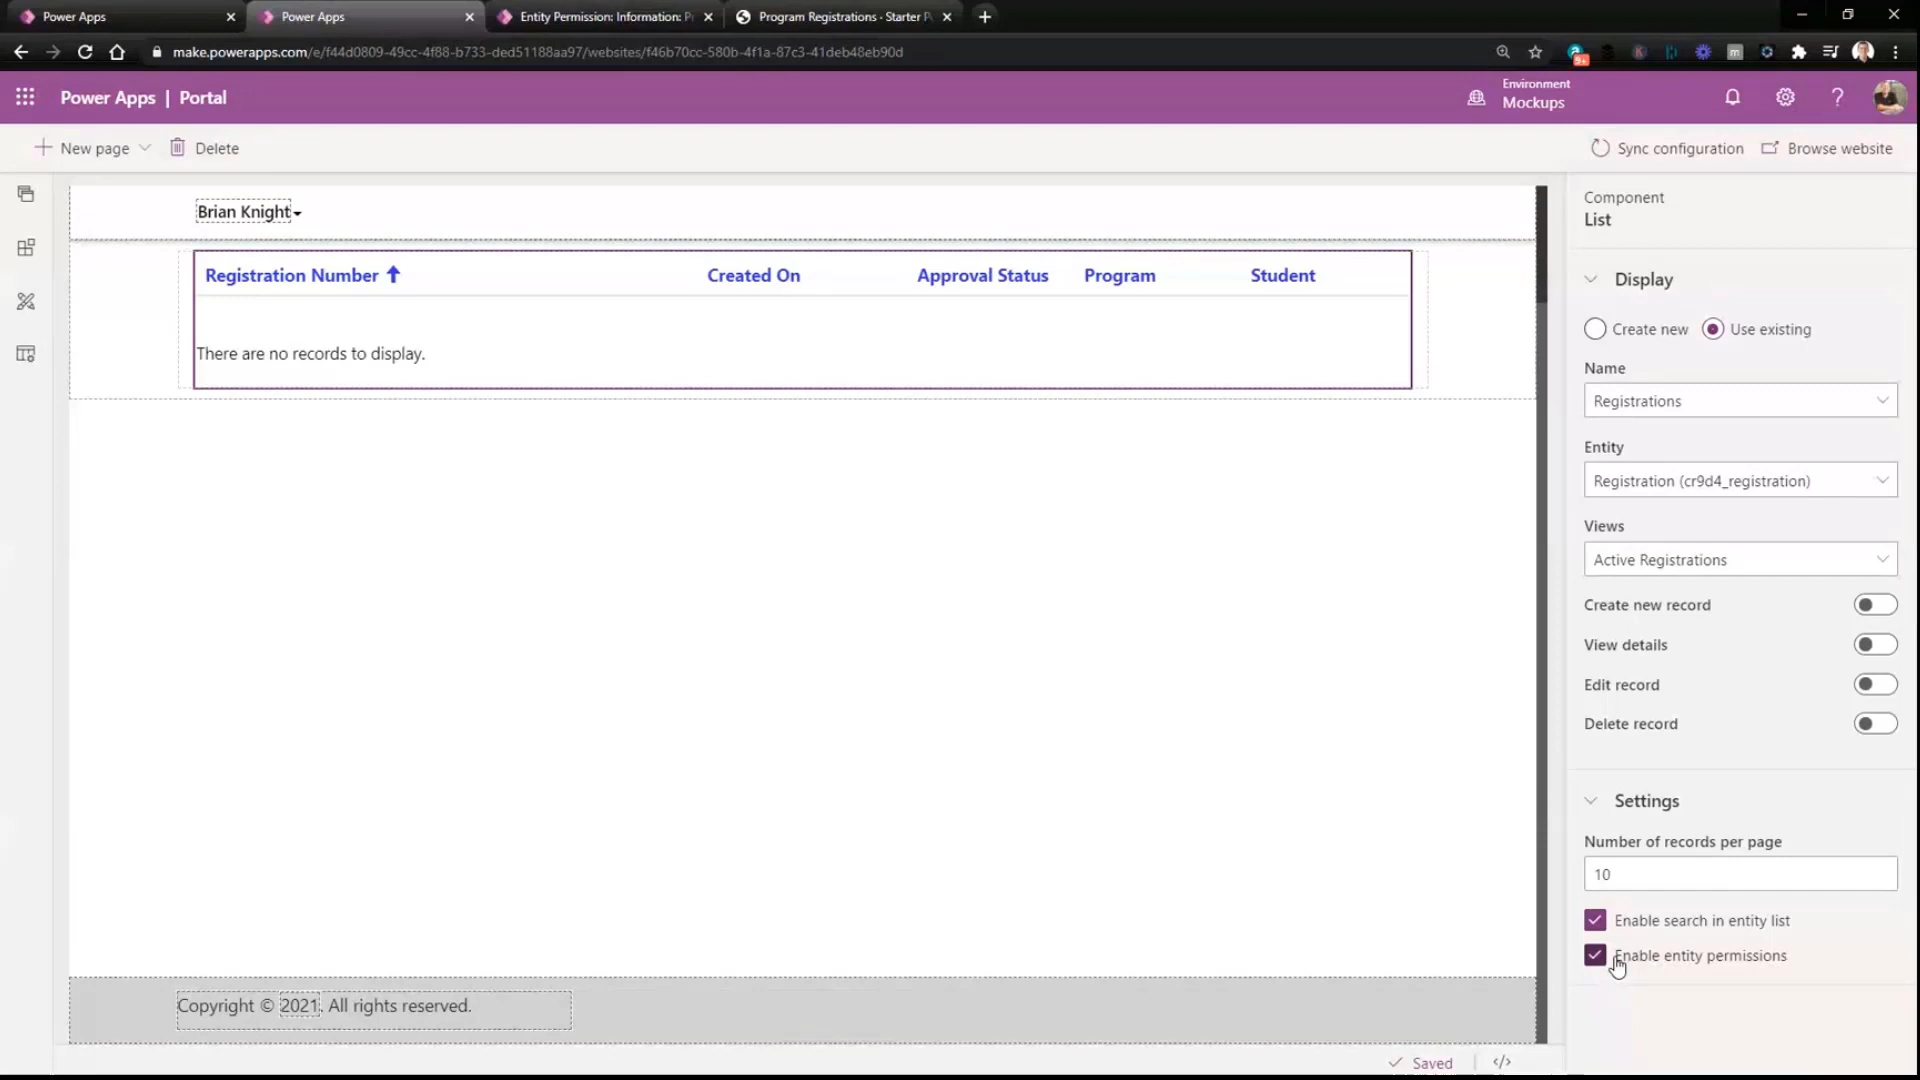 Power Apps
Power Apps
Entity Permission: Information: P
Program Registrations · Starter P
make.powerapps.com/e/f44d0809-49cc-4f88-b733-ded51188aa97/websites/f46b70cc-580b-4f1a-87c3-41deb48eb90d
9+
m
Power Apps | Portal
Environment
Mockups
New page
Delete
Sync configuration
Browse website
Brian Knight
Registration Number
Created On
Approval Status
Program
Student
There are no records to display.
Copyright © 2021. All rights reserved.
Saved
</>
Component
List
Display
Create new
Use existing
Name
Registrations
Entity
Registration (cr9d4_registration)
Views
Active Registrations
Create new record
View details
Edit record
Delete record
Settings
Number of records per page
10
Enable search in entity list
Enable entity permissions